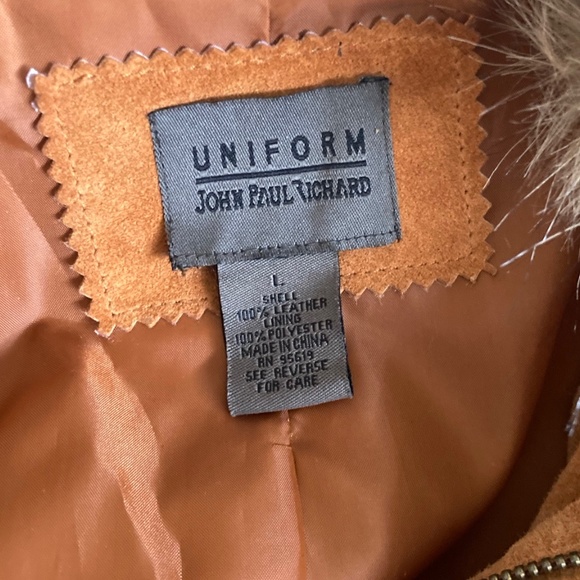 UNIFORM
JOHN PAUL RICHARD
L
SHELL
100% LEATHER
LINING
100% POLYESTER
MADE IN CHINA
RN 95619
SEE REVERSE
FOR CARE